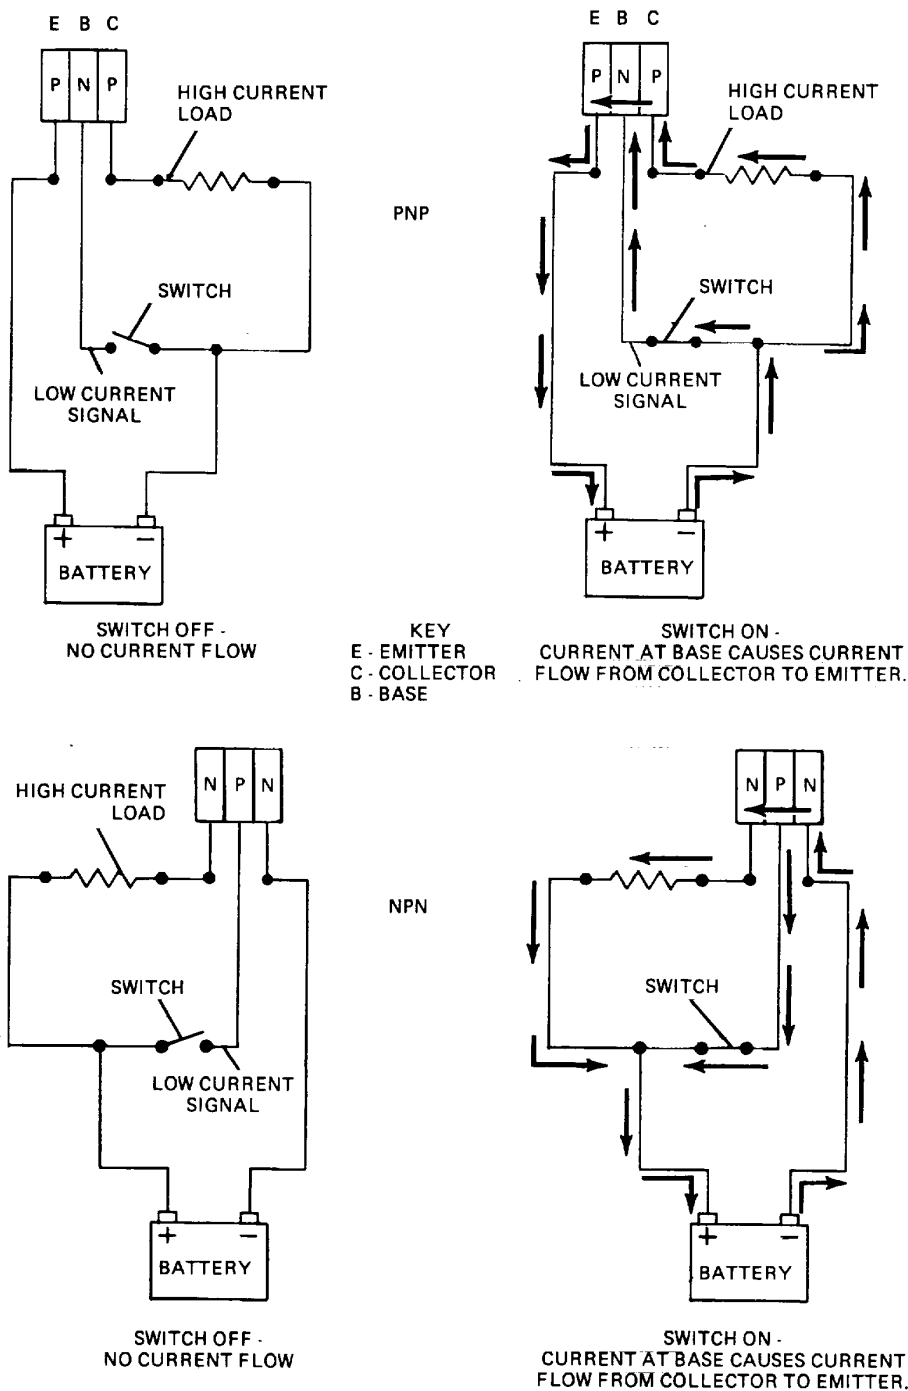 E B C
P N P
HIGH CURRENT
LOAD
SWITCH
LOW CURRENT
SIGNAL
+ −
BATTERY
SWITCH OFF -
NO CURRENT FLOW
PNP
E B C
P N P
HIGH CURRENT
LOAD
SWITCH
LOW CURRENT
SIGNAL
+ −
BATTERY
SWITCH ON -
CURRENT AT BASE CAUSES CURRENT
FLOW FROM COLLECTOR TO EMITTER.
KEY
E - EMITTER
C - COLLECTOR
B - BASE
N P N
HIGH CURRENT
LOAD
SWITCH
LOW CURRENT
SIGNAL
+ −
BATTERY
SWITCH OFF -
NO CURRENT FLOW
NPN
N P N
SWITCH
+ −
BATTERY
SWITCH ON -
CURRENT AT BASE CAUSES CURRENT
FLOW FROM COLLECTOR TO EMITTER.